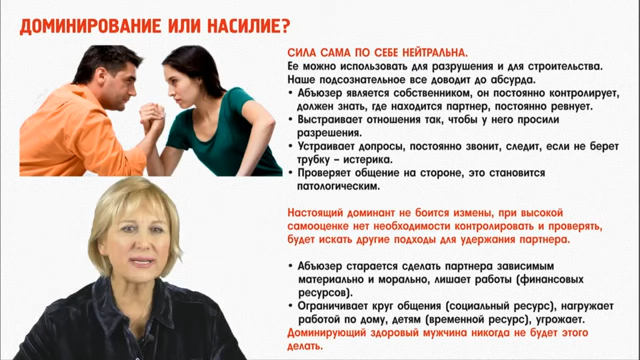 ДОМИНИРОВАНИЕ ИЛИ НАСИЛИЕ?
СИЛА САМА ПО СЕБЕ НЕЙТРАЛЬНА.
Ее можно использовать для разрушения и для строительства.
Наше подсознательное все доводит до абсурда.
• Абъюзер является собственником, он постоянно контролирует,
должен знать, где находится партнер, постоянно ревнует.
• Выстраивает отношения так, чтобы у него просили
разрешения.
• Устраивает допросы, постоянно звонит, следит, если не берет
трубку – истерика.
• Проверяет общение на стороне, это становится
патологическим.
Настоящий доминант не боится измены, при высокой
самооценке нет необходимости контролировать и проверять,
будет искать другие подходы для удержания партнера.
• Абъюзер старается сделать партнера зависимым
материально и морально, лишает работы (финансовых
ресурсов).
• Ограничивает круг общения (социальный ресурс), нагружает
работой по дому, детям (временной ресурс), угрожает.
Доминирующий здоровый мужчина никогда не будет этого
делать.